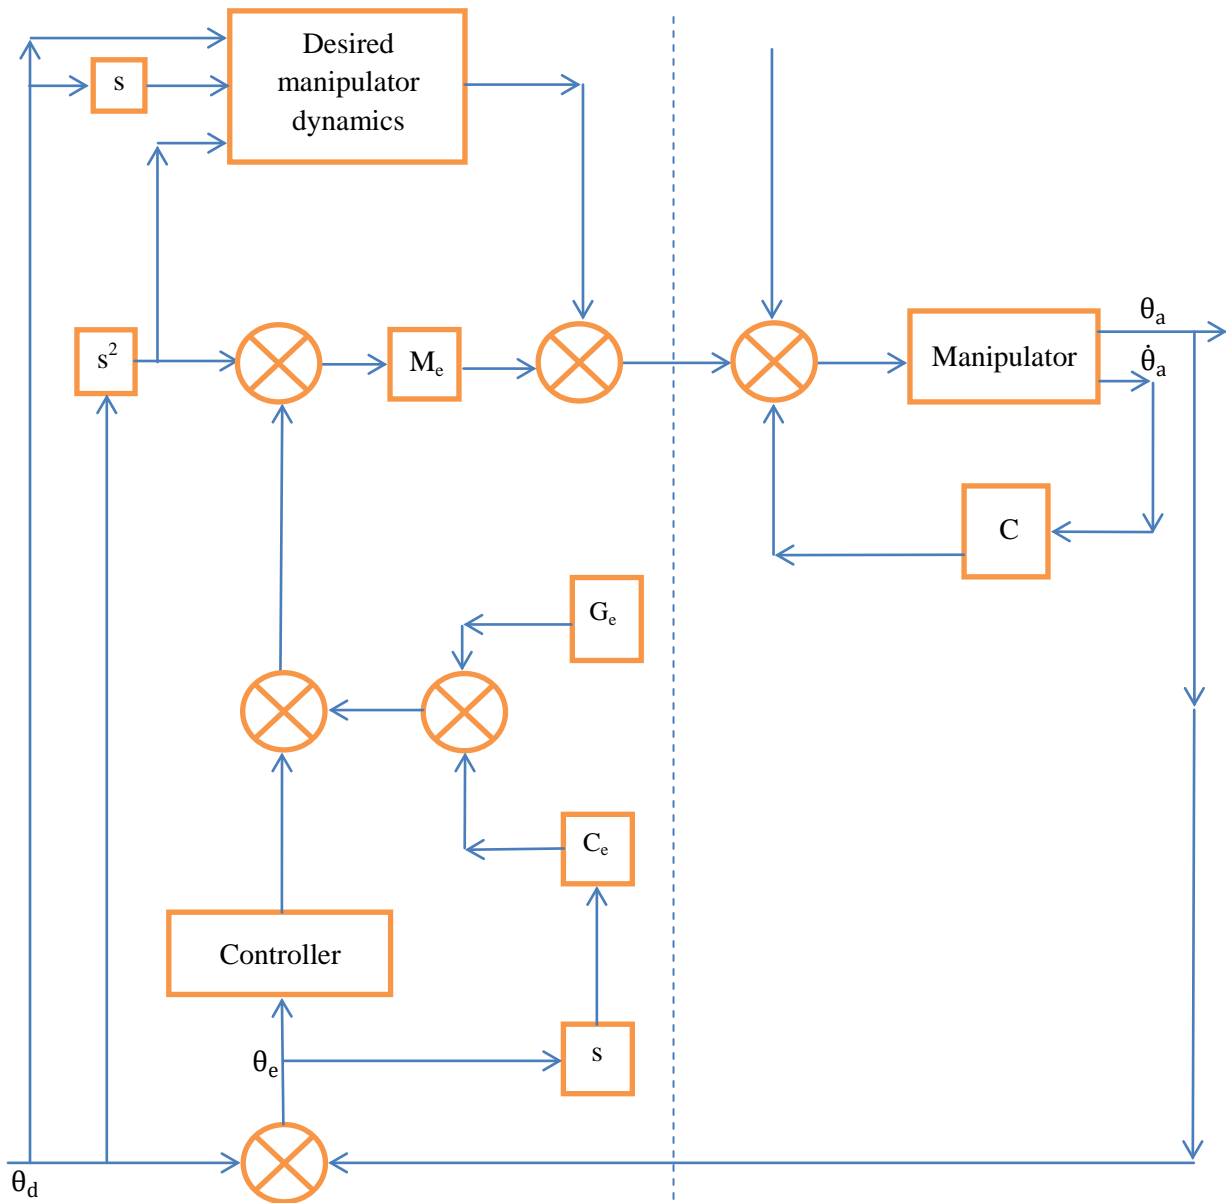 Desired
manipulator
dynamics
s
θa
s²
Me
Manipulator
θ̇a
C
Ge
Ce
Controller
θe
s
θd